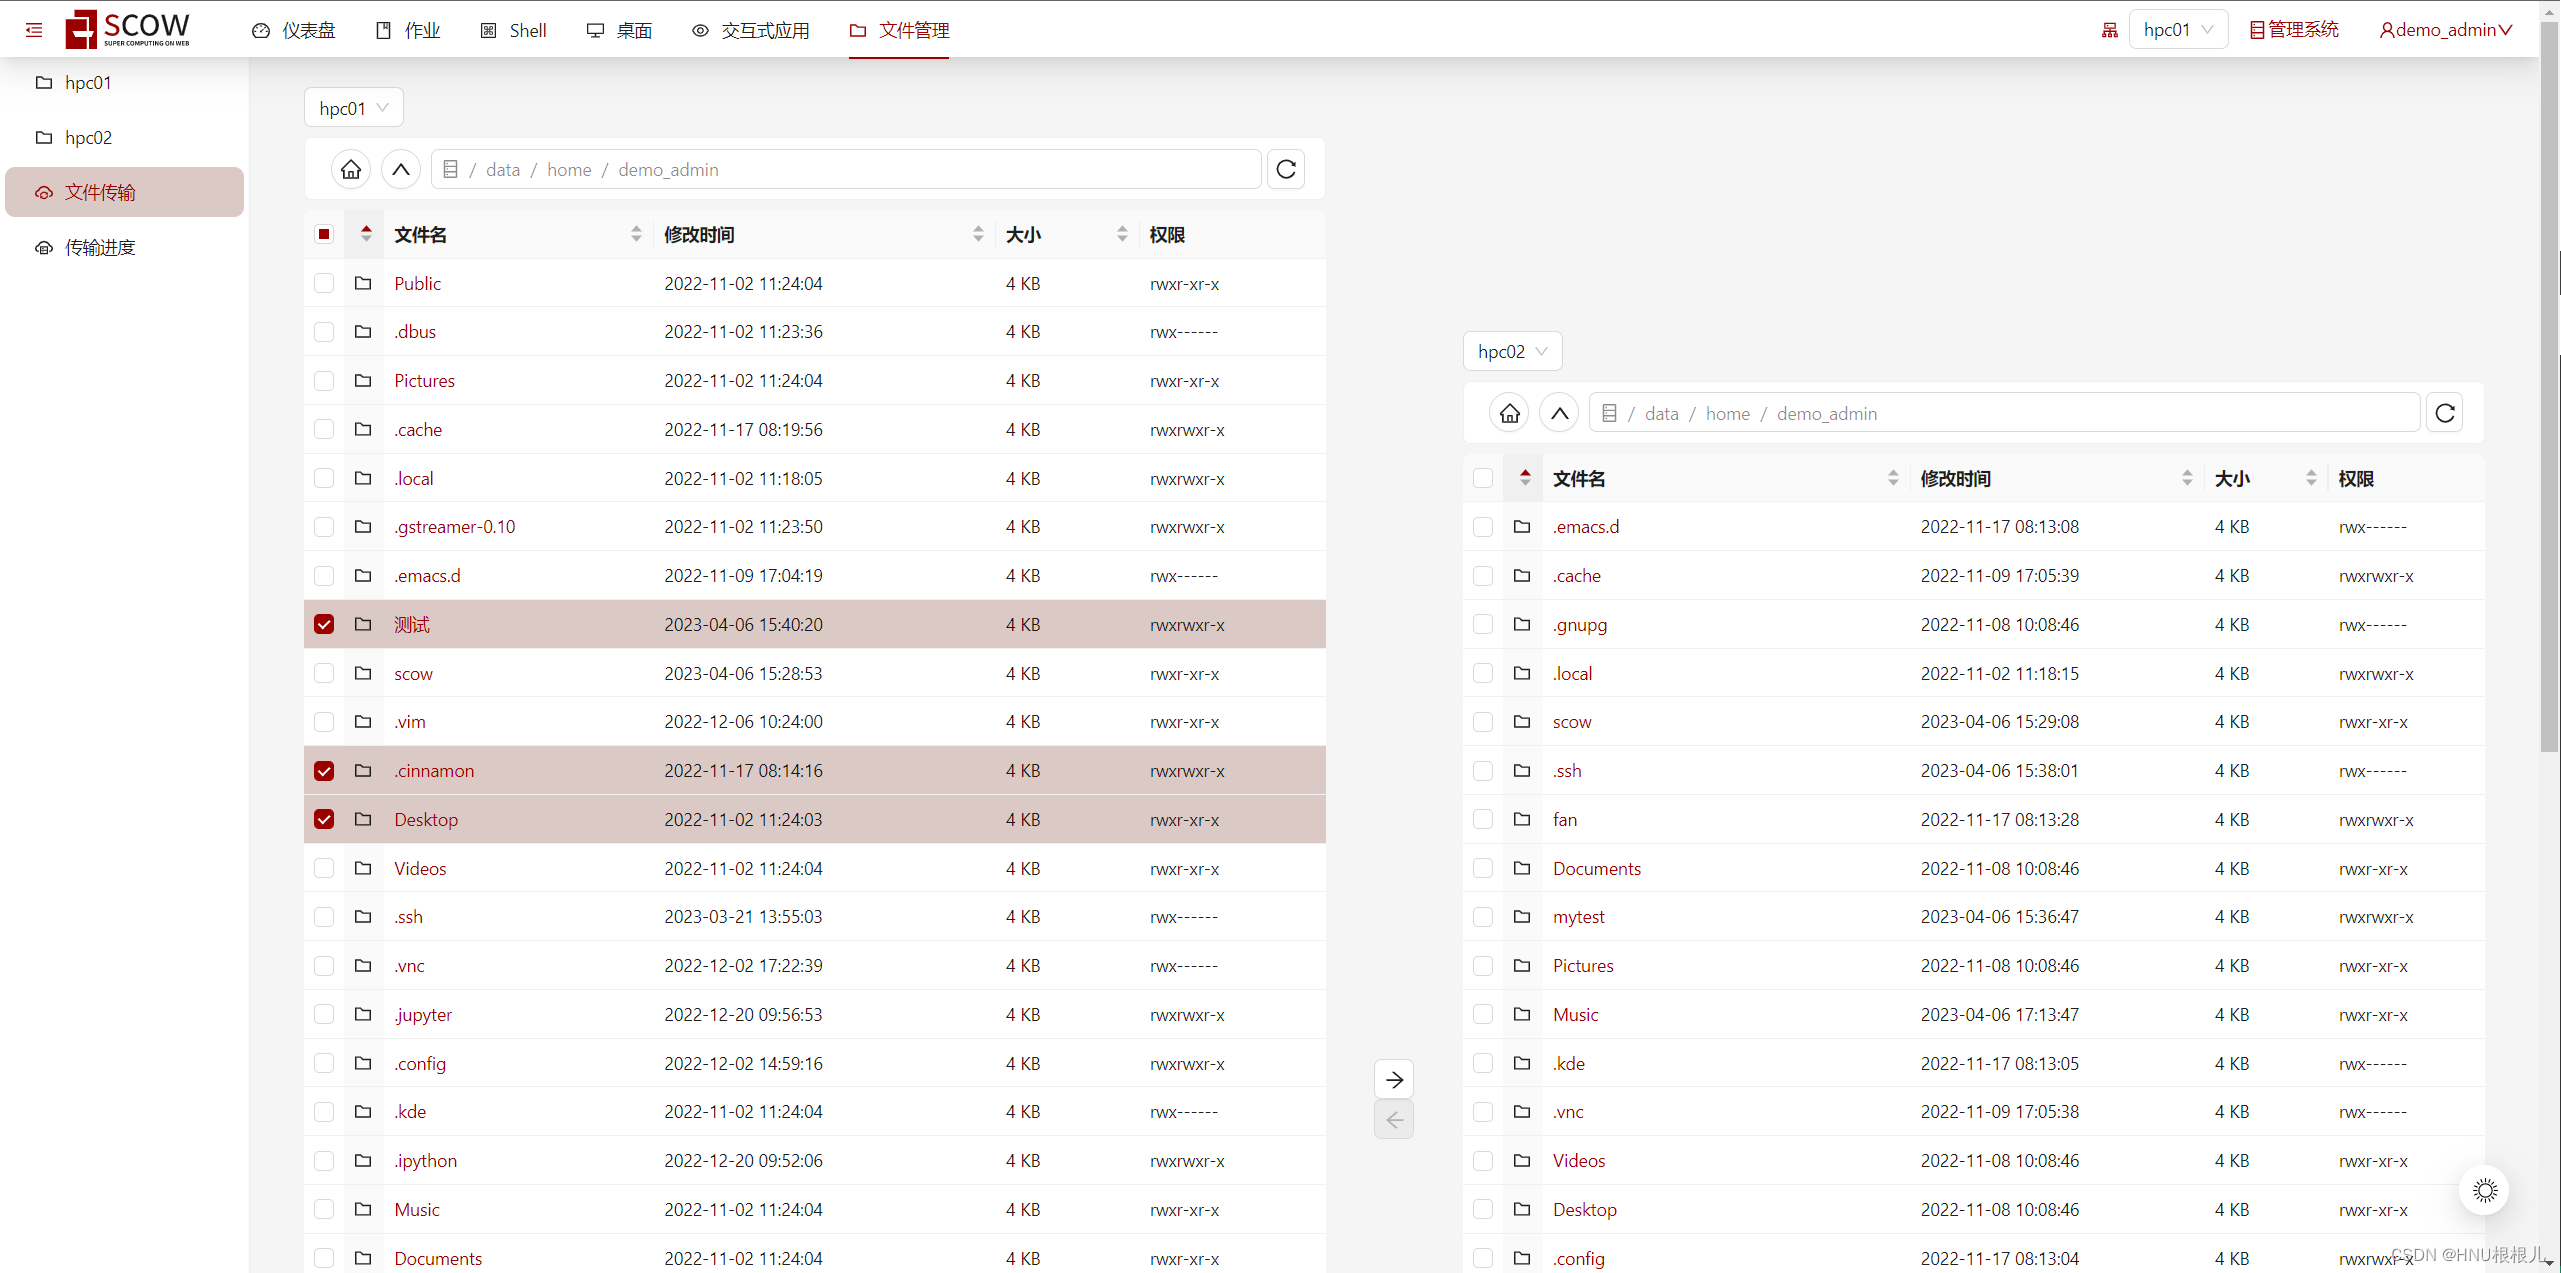 SCOW
SUPER COMPUTING ON WEB
仪表盘 作业 Shell 桌面 交互式应用 文件管理 hpc01 管理系统 demo_admin
hpc01
hpc02
文件传输
传输进度
hpc01
/ data / home / demo_admin
文件名 修改时间 大小 权限
Public 2022-11-02 11:24:04 4 KB rwxr-xr-x
.dbus 2022-11-02 11:23:36 4 KB rwx------
Pictures 2022-11-02 11:24:04 4 KB rwxr-xr-x
.cache 2022-11-17 08:19:56 4 KB rwxrwxr-x
.local 2022-11-02 11:18:05 4 KB rwxrwxr-x
.gstreamer-0.10 2022-11-02 11:23:50 4 KB rwxrwxr-x
.emacs.d 2022-11-09 17:04:19 4 KB rwx------
测试 2023-04-06 15:40:20 4 KB rwxrwxr-x
scow 2023-04-06 15:28:53 4 KB rwxr-xr-x
.vim 2022-12-06 10:24:00 4 KB rwxr-xr-x
.cinnamon 2022-11-17 08:14:16 4 KB rwxrwxr-x
Desktop 2022-11-02 11:24:03 4 KB rwxr-xr-x
Videos 2022-11-02 11:24:04 4 KB rwxr-xr-x
.ssh 2023-03-21 13:55:03 4 KB rwx------
.vnc 2022-12-02 17:22:39 4 KB rwx------
.jupyter 2022-12-20 09:56:53 4 KB rwxrwxr-x
.config 2022-12-02 14:59:16 4 KB rwxrwxr-x
.kde 2022-11-02 11:24:04 4 KB rwx------
.ipython 2022-12-20 09:52:06 4 KB rwxrwxr-x
Music 2022-11-02 11:24:04 4 KB rwxr-xr-x
Documents 2022-11-02 11:24:04 4 KB rwxr-xr-x
hpc02
/ data / home / demo_admin
文件名 修改时间 大小 权限
.emacs.d 2022-11-17 08:13:08 4 KB rwx------
.cache 2022-11-09 17:05:39 4 KB rwxrwxr-x
.gnupg 2022-11-08 10:08:46 4 KB rwx------
.local 2022-11-02 11:18:15 4 KB rwxrwxr-x
scow 2023-04-06 15:29:08 4 KB rwxr-xr-x
.ssh 2023-04-06 15:38:01 4 KB rwx------
fan 2022-11-17 08:13:28 4 KB rwxrwxr-x
Documents 2022-11-08 10:08:46 4 KB rwxr-xr-x
mytest 2023-04-06 15:36:47 4 KB rwxrwxr-x
Pictures 2022-11-08 10:08:46 4 KB rwxr-xr-x
Music 2023-04-06 17:13:47 4 KB rwxr-xr-x
.kde 2022-11-17 08:13:05 4 KB rwx------
.vnc 2022-11-09 17:05:38 4 KB rwx------
Videos 2022-11-08 10:08:46 4 KB rwxr-xr-x
Desktop 2022-11-08 10:08:46 4 KB rwxr-xr-x
.config 2022-11-17 08:13:04 4 KB rwxrwxr-x
CSDN @HNU根根儿